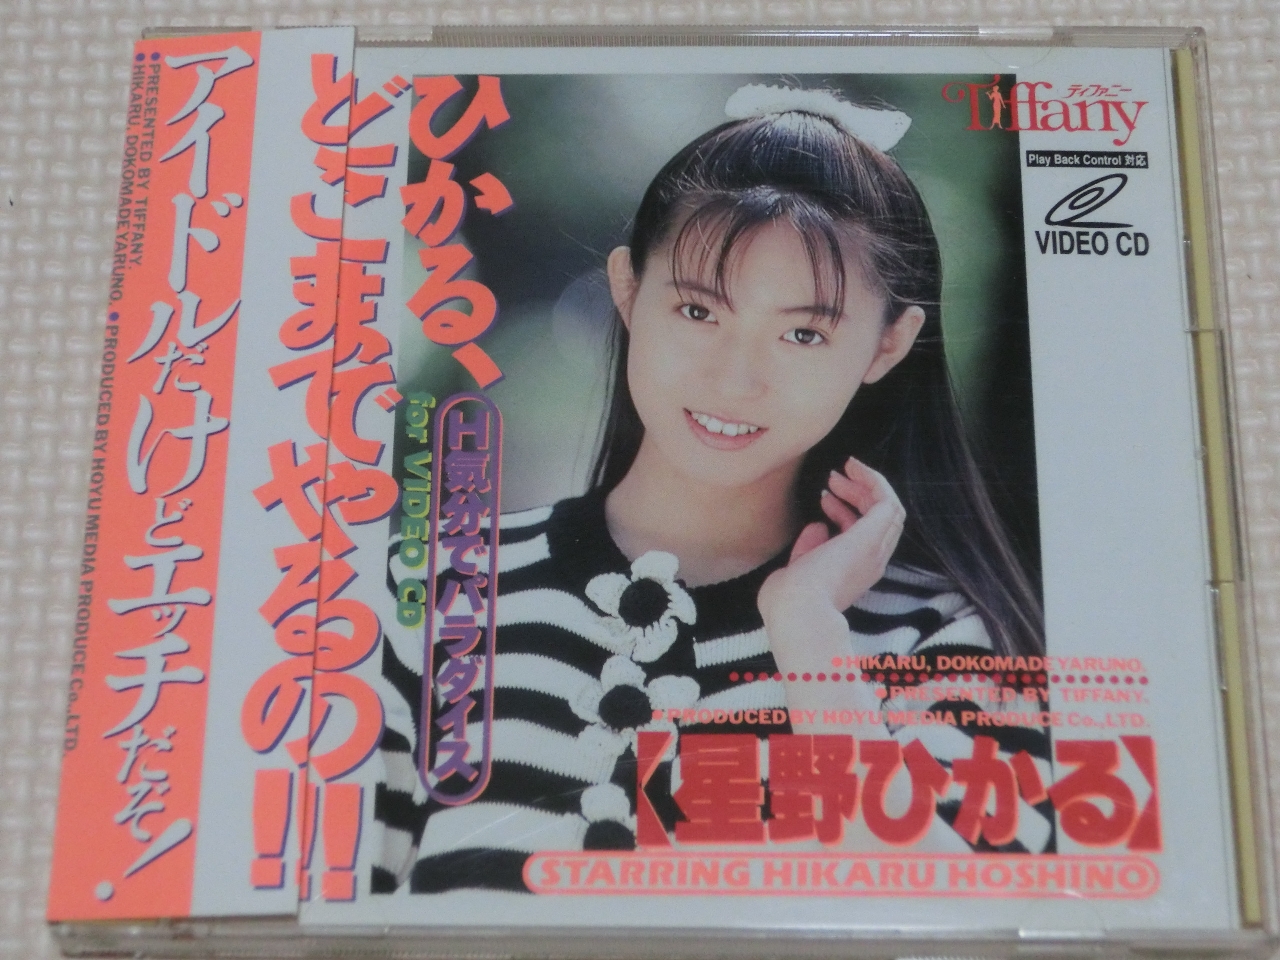 アイドルだけどエッチだぞ!
●PRESENTED BY TIFFANY.
●HIKARU, DOKOMADEYARUNO. ●PRODUCED BY HOYU MEDIA PRODUCE Co.,LTD.
ひかる、
どこまでやるの!!
H気分でパラダイス
for VIDEO CD
ティファニー
Tiffany
Play Back Control 対応
VIDEO CD
●HIKARU, DOKOMADEYARUNO.
●PRESENTED BY TIFFANY.
●PRODUCED BY HOYU MEDIA PRODUCE Co.,LTD.
【星野ひかる】
STARRING HIKARU HOSHINO